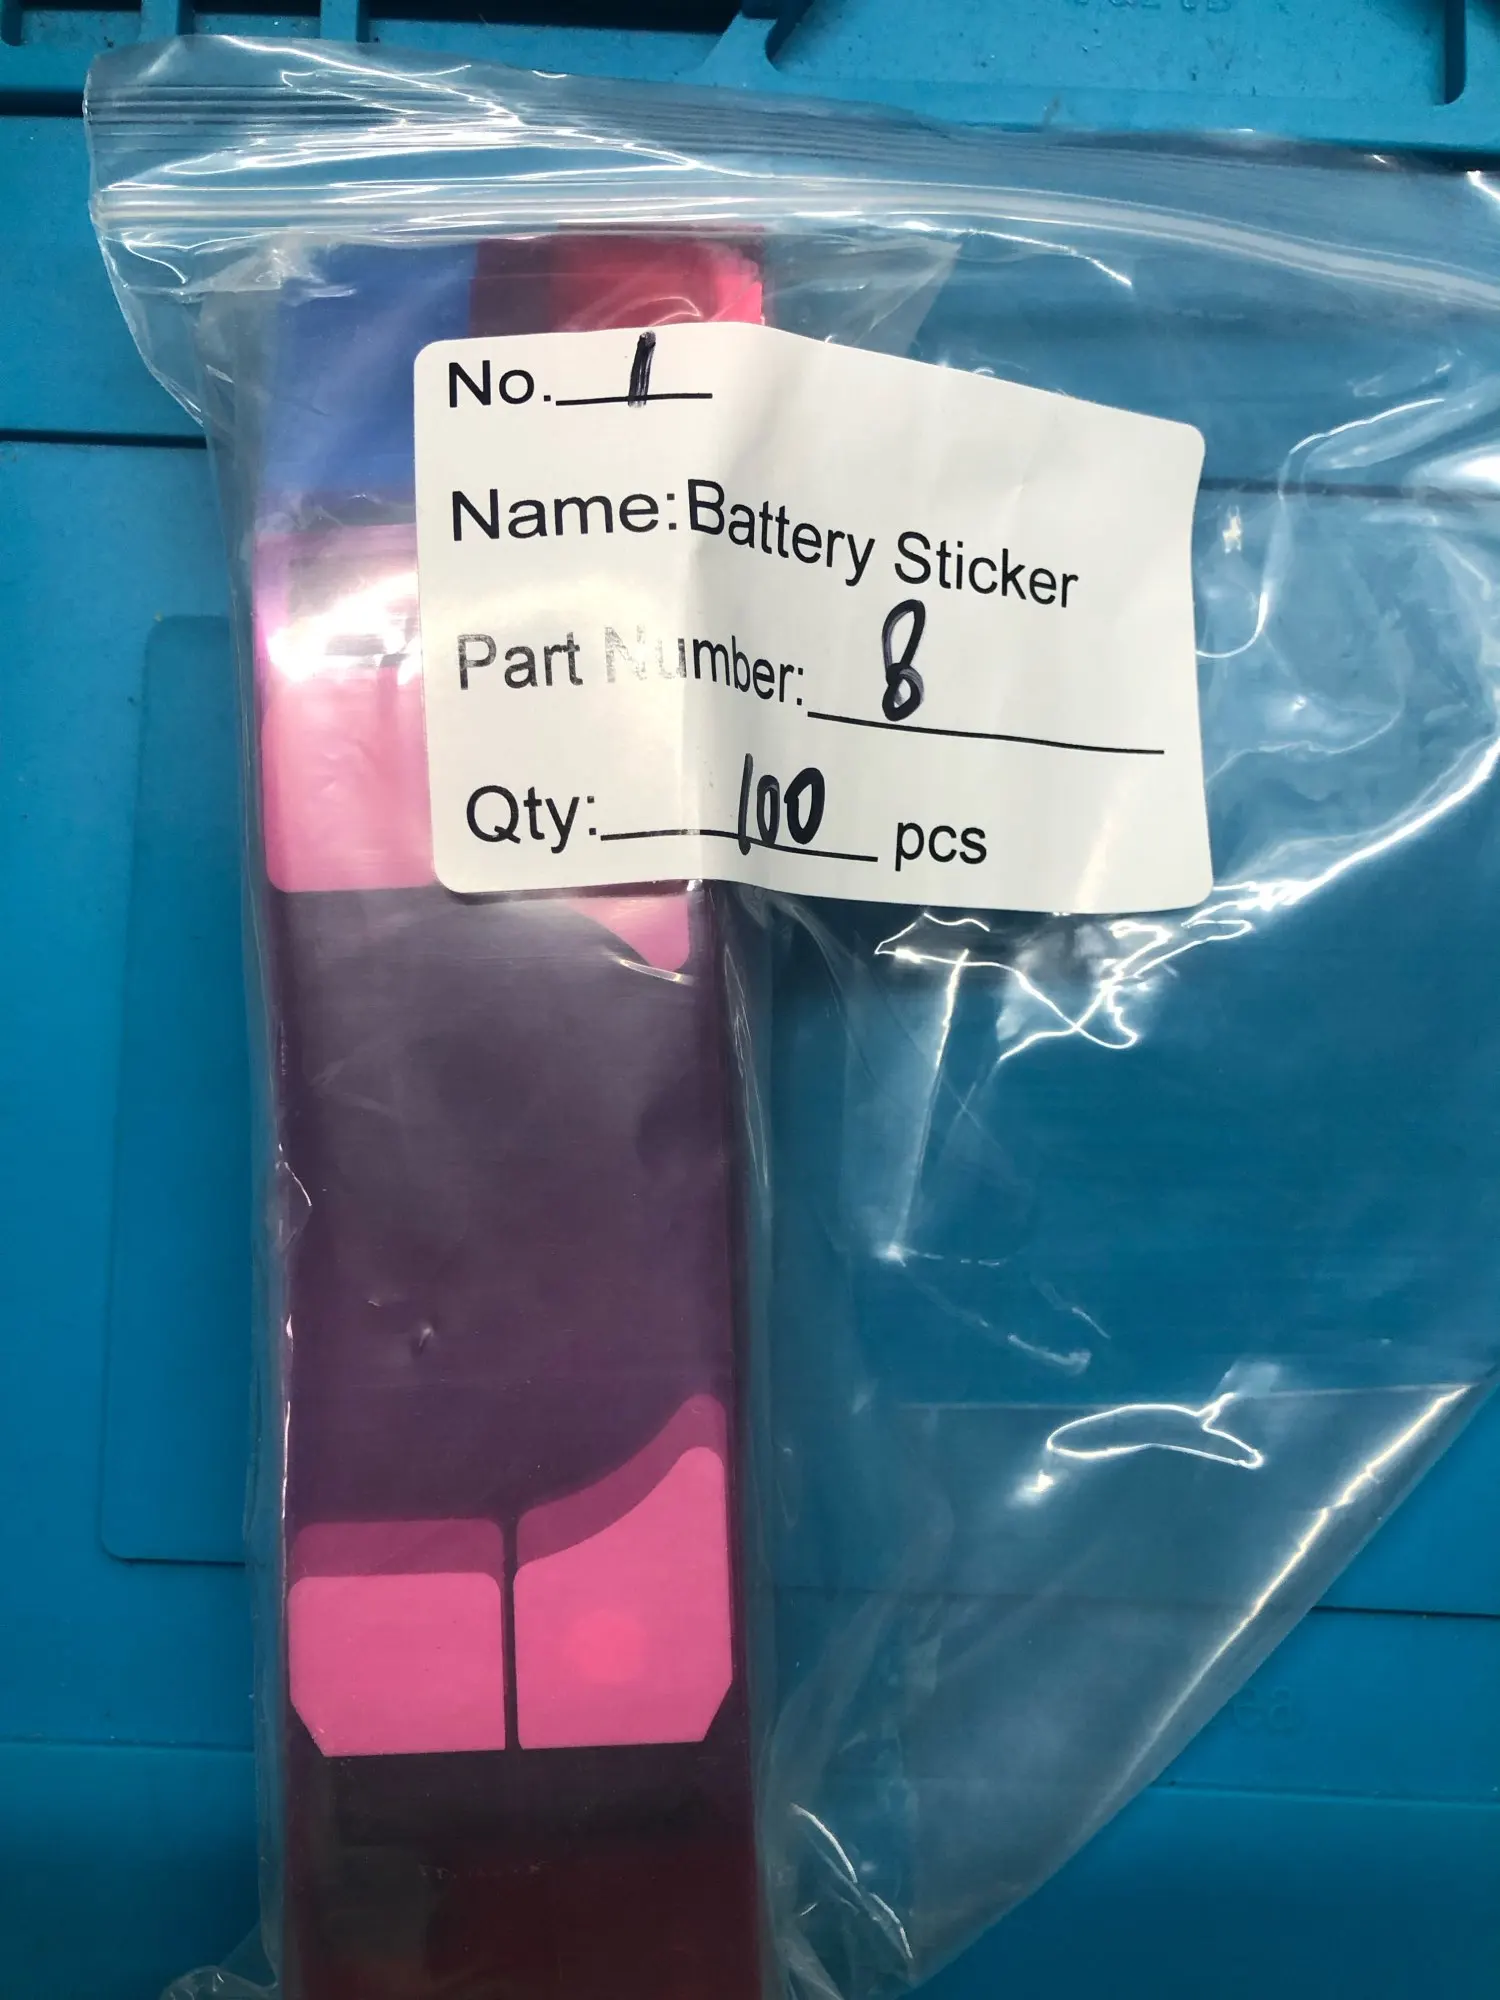 No. 1
Name:Battery Sticker
Part Number: 8
Qty: 100 pcs